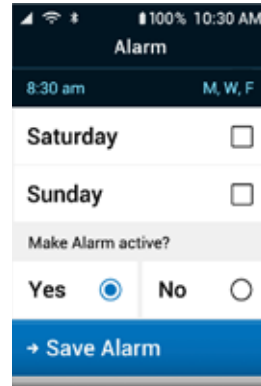 100% 10:30 AM
Alarm
8:30 am M, W, F
Saturday
Sunday
Make Alarm active?
Yes No
→ Save Alarm